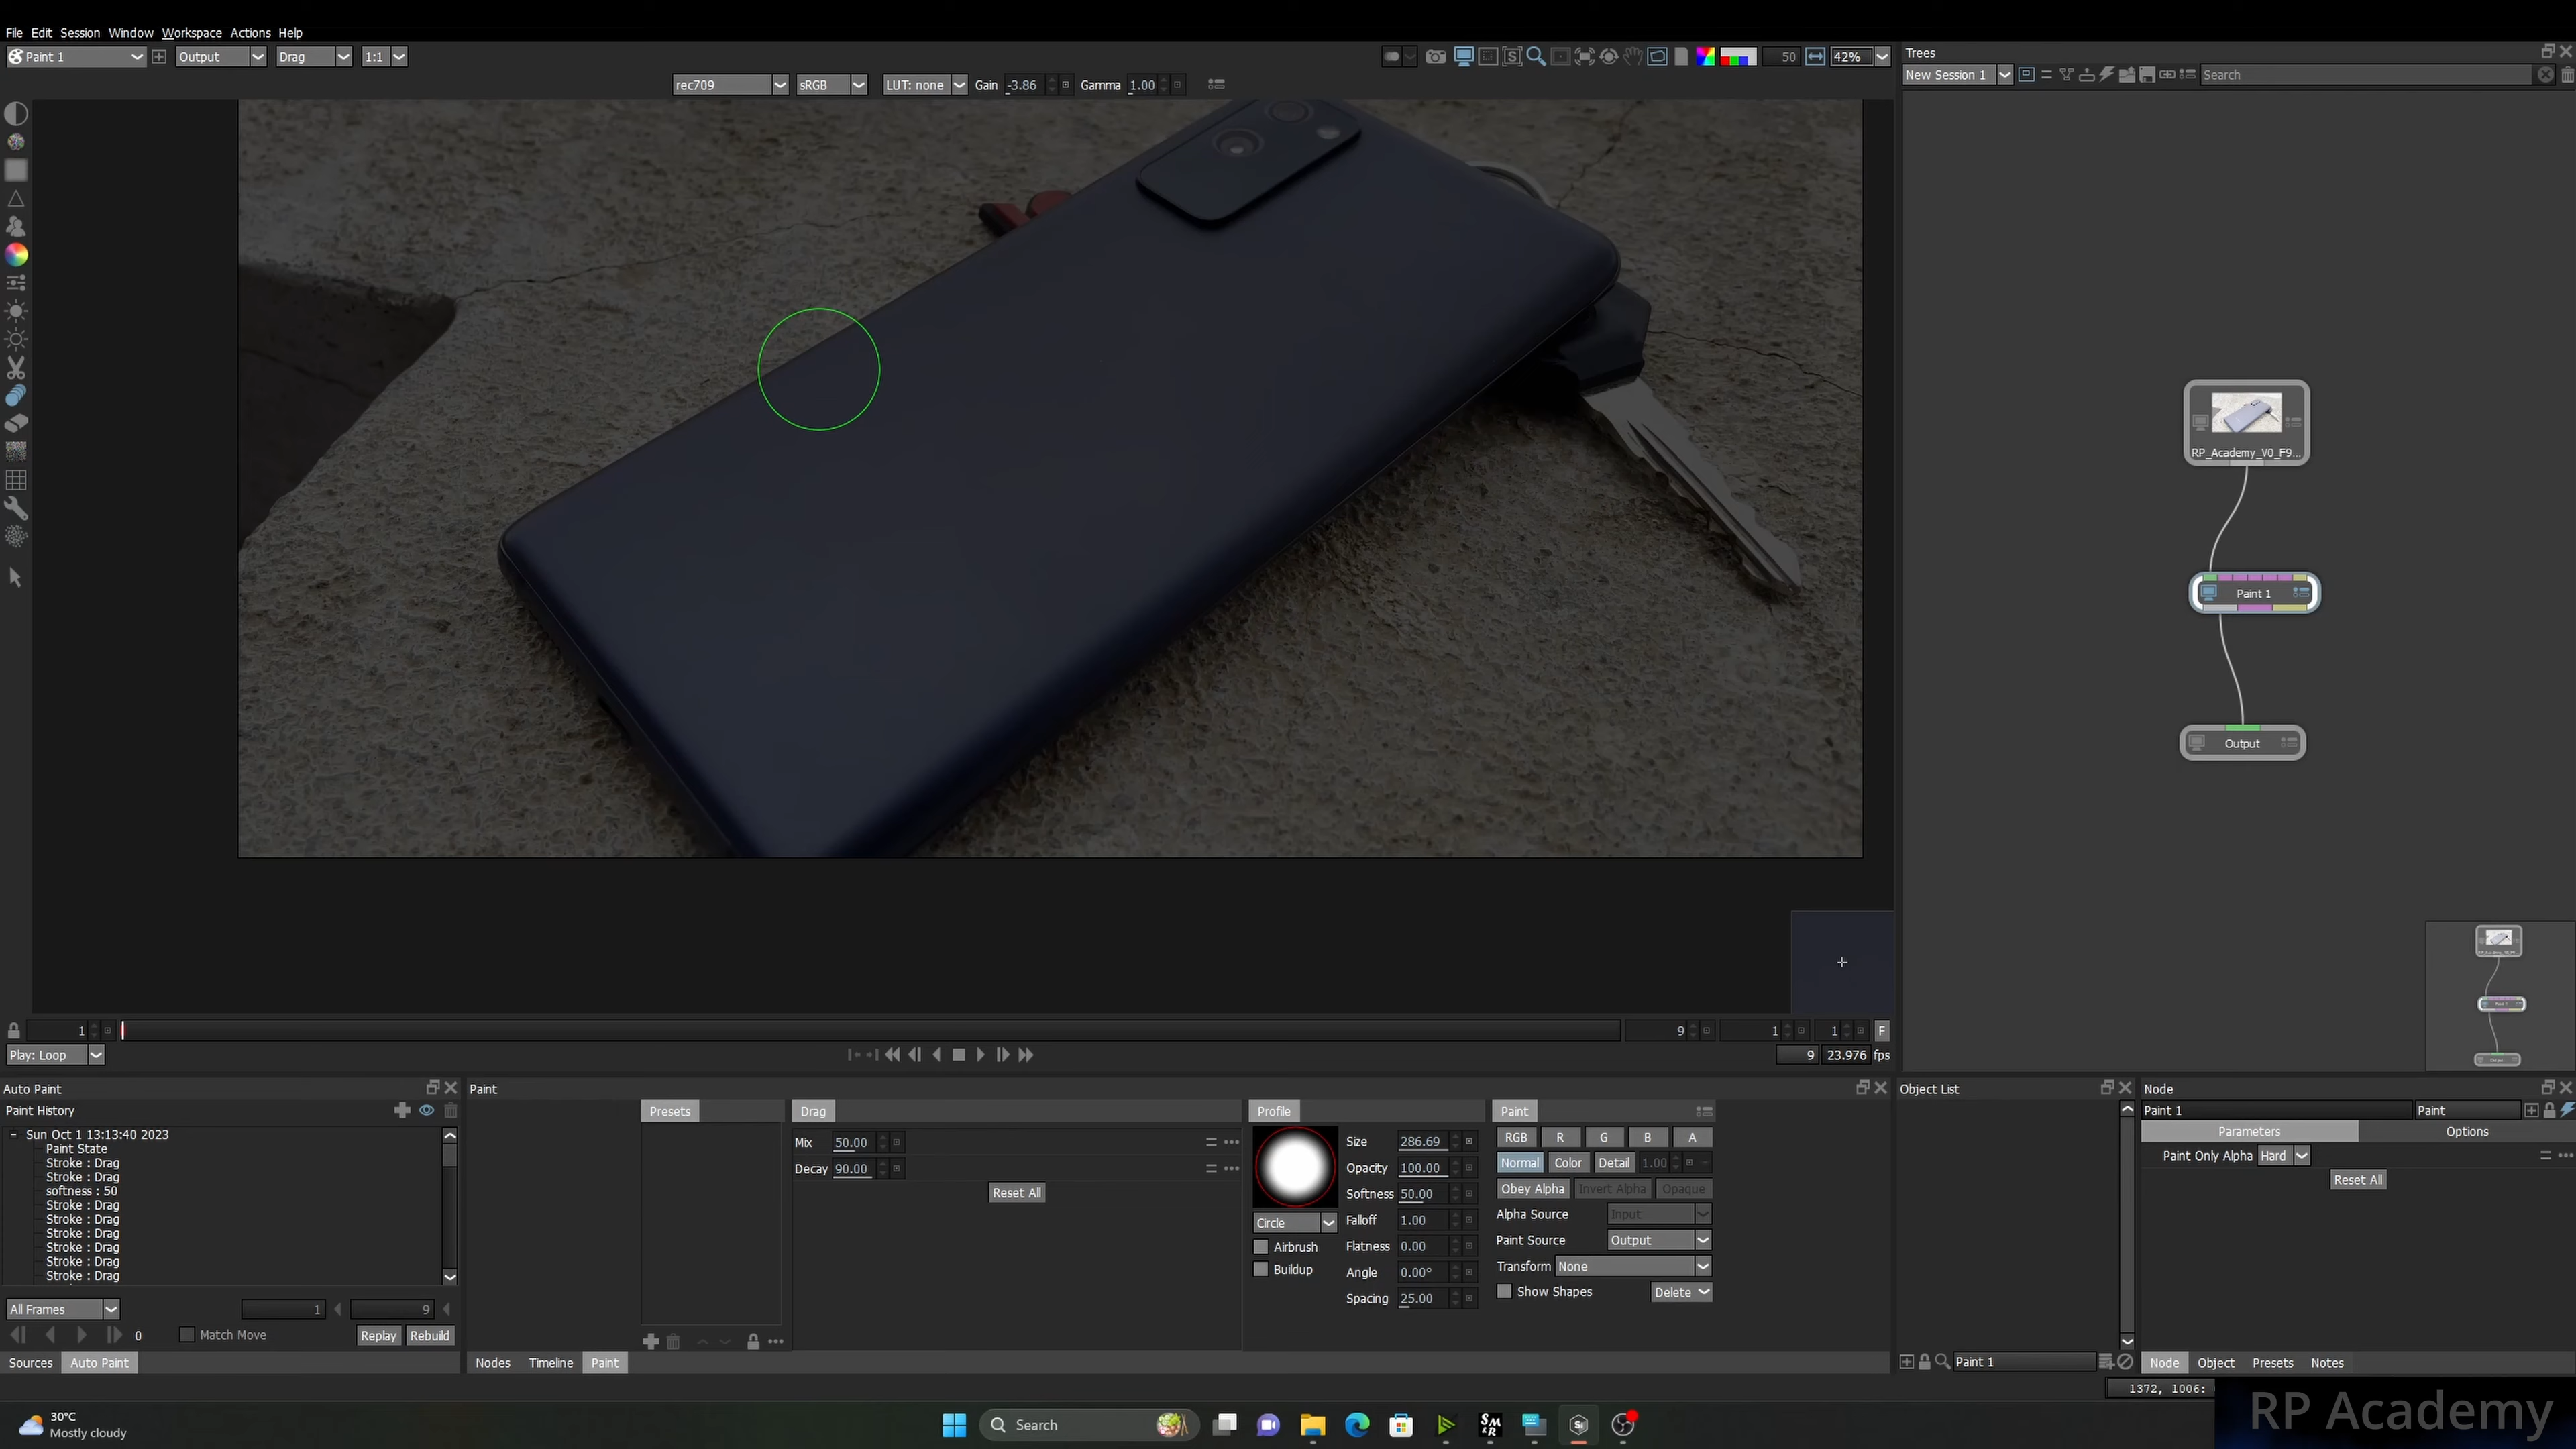 File Edit Session Window Workspace Actions Help
Paint 1 Output Drag 1:1 50 42%
rec709 sRGB LUT: none Gain -3.86 Gamma 1.00
Trees
New Session 1 Search
RP_Academy_V0_F9...
Paint 1
Output
1 9 1 1 F
Play: Loop 9 23.976 fps
Auto Paint
Paint History
Sun Oct 1 13:13:40 2023
Paint State
Stroke : Drag
Stroke : Drag
softness : 50
Stroke : Drag
Stroke : Drag
Stroke : Drag
Stroke : Drag
Stroke : Drag
Stroke : Drag
All Frames 1 9
0 Match Move Replay Rebuild
Sources Auto Paint
Paint
Presets
Drag
Mix 50.00
Decay 90.00
Reset All
Profile
Circle
Airbrush
Buildup
Size 286.69
Opacity 100.00
Softness 50.00
Falloff 1.00
Flatness 0.00
Angle 0.00°
Spacing 25.00
Paint
RGB R G B A
Normal Color Detail 1.00
Obey Alpha Invert Alpha Opaque
Alpha Source Input
Paint Source Output
Transform None
Show Shapes Delete
Nodes Timeline Paint
Object List
Paint 1
Node
Paint 1 Paint
Parameters Options
Paint Only Alpha Hard
Reset All
Node Object Presets Notes
1372, 1006:
30°C
Mostly cloudy
Search
RP Academy